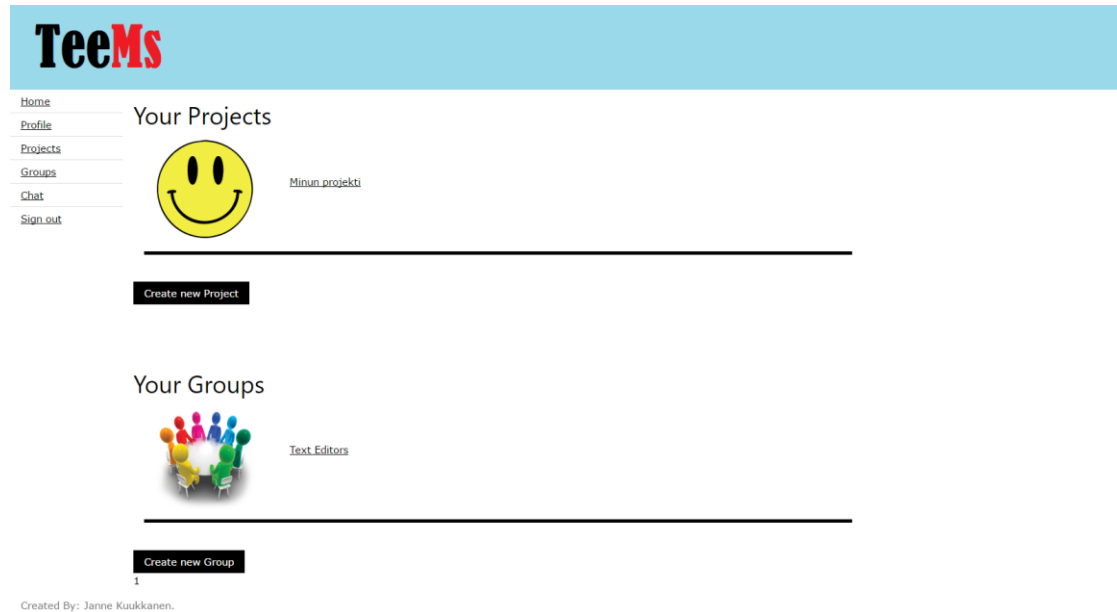 TeeMs
Home
Profile
Projects
Groups
Chat
Sign out
Your Projects
Minun projekti
Create new Project
Your Groups
Text Editors
Create new Group
1
Created By: Janne Kuukkanen.